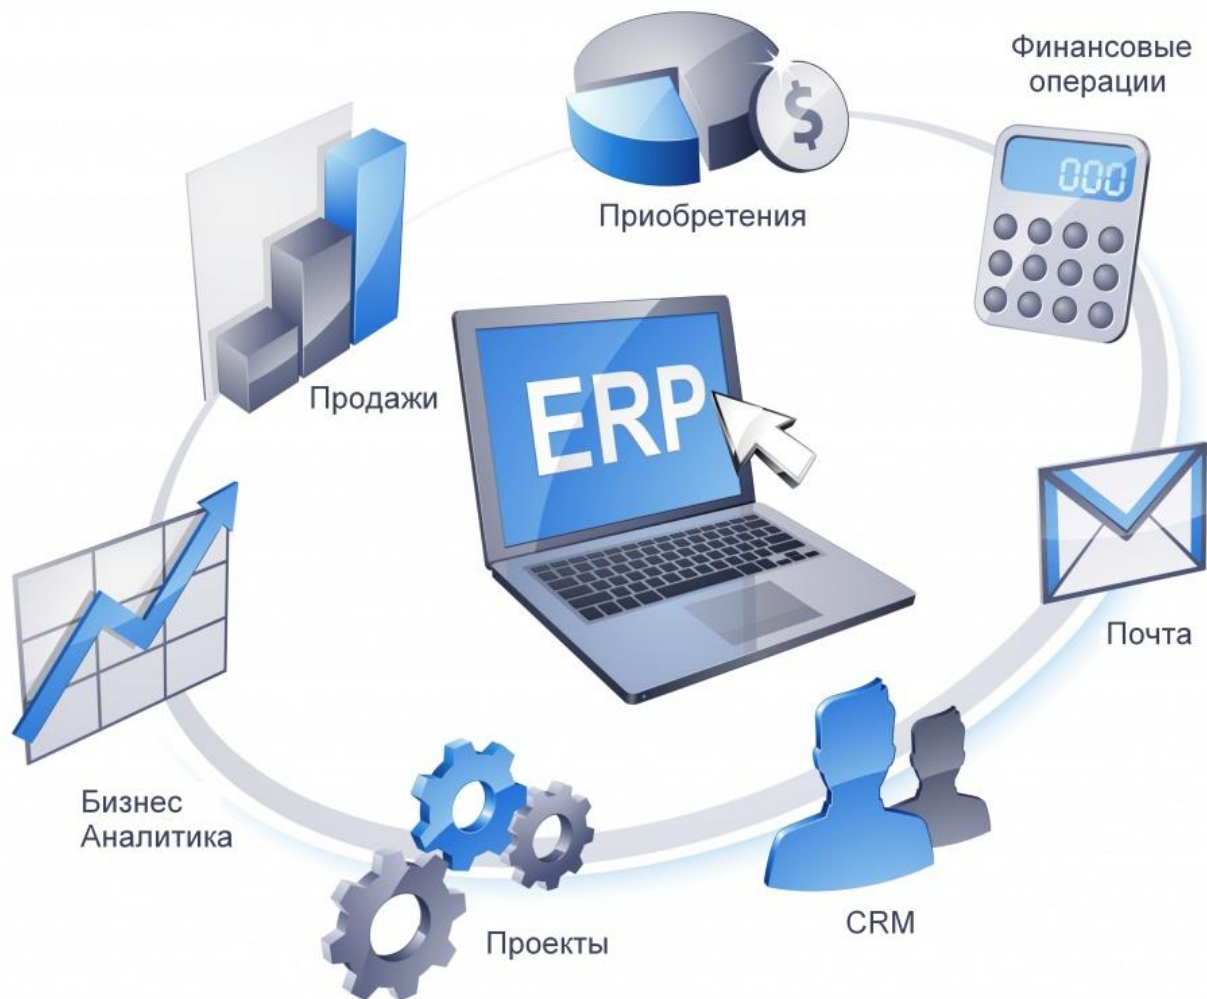 Финансовые
операции
000
Приобретения
Продажи
ERP
Почта
Бизнес
Аналитика
CRM
Проекты